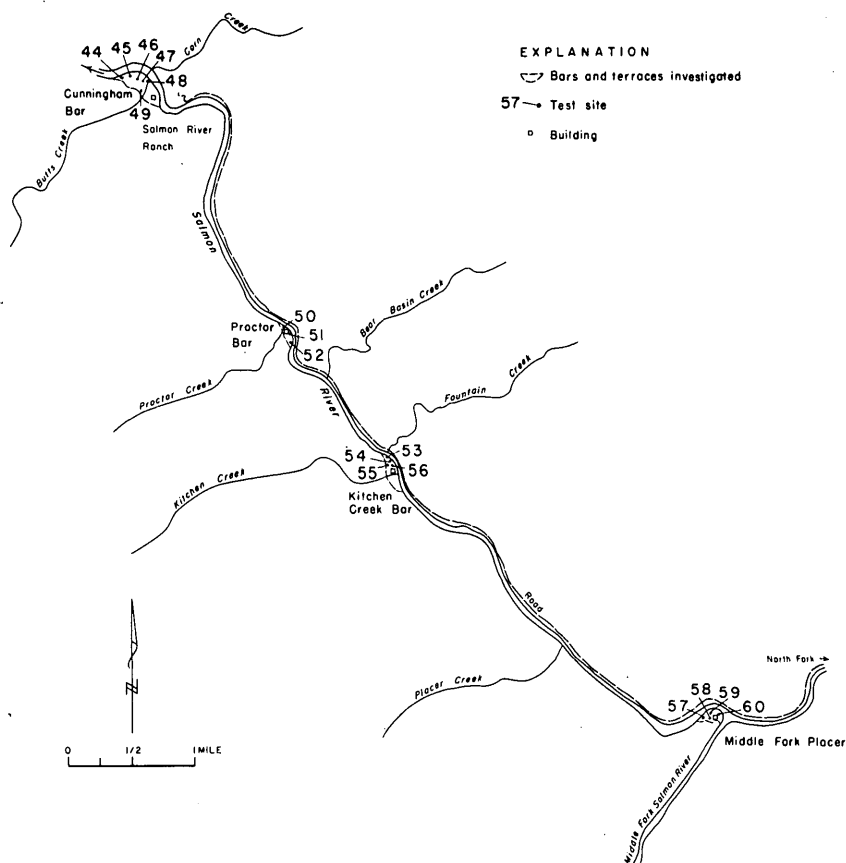 Garn
Creek
44 45 46 47
48
Cunningham
Bar
49
Salmon River
Ranch
Butts Creek
EXPLANATION
Bars and terraces investigated
57 Test site
Building
Salmon
50
Proctor
Bar
51
52
Bear Basin Creek
Proctor Creek
River
Fountain
Creek
53
54
55
56
Kitchen Creek
Kitchen
Creek Bar
Road
Placer Creek
North Fork
57 58 59
60
Middle Fork Placer
Middle Fork Salmon River
N
0 1/2 1 MILE